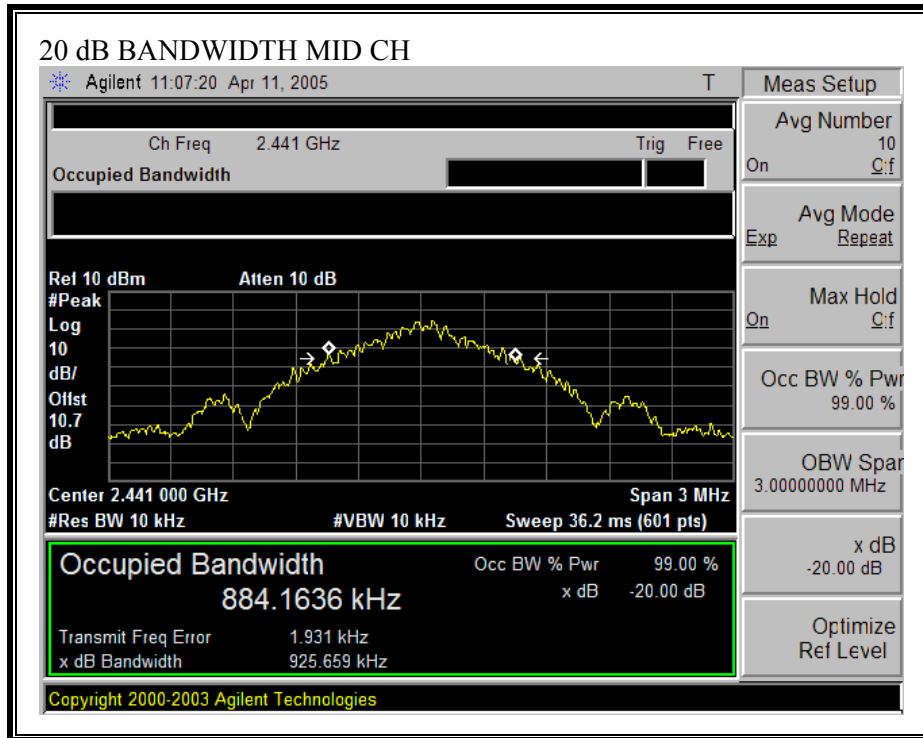 20 dB BANDWIDTH MID CH
Agilent 11:07:20 Apr 11, 2005 T
Ch Freq 2.441 GHz Trig Free
Occupied Bandwidth
Ref 10 dBm Atten 10 dB
#Peak
Log
10
dB/
Offst
10.7
dB
Center 2.441 000 GHz Span 3 MHz
#Res BW 10 kHz #VBW 10 kHz Sweep 36.2 ms (601 pts)
Occupied Bandwidth
884.1636 kHz
Occ BW % Pwr 99.00 %
x dB -20.00 dB
Transmit Freq Error 1.931 kHz
x dB Bandwidth 925.659 kHz
Copyright 2000-2003 Agilent Technologies
Meas Setup
Avg Number
10
On Off
Avg Mode
Exp Repeat
Max Hold
On Off
Occ BW % Pwr
99.00 %
OBW Span
3.00000000 MHz
x dB
-20.00 dB
Optimize
Ref Level